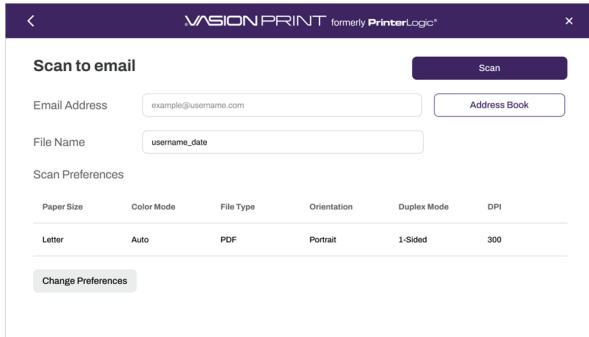 VASION PRINT formerly PrinterLogic®
Scan to email
Scan
Email Address
example@username.com
Address Book
File Name
username_date
Scan Preferences
Paper Size Color Mode File Type Orientation Duplex Mode DPI
Letter Auto PDF Portrait 1-Sided 300
Change Preferences